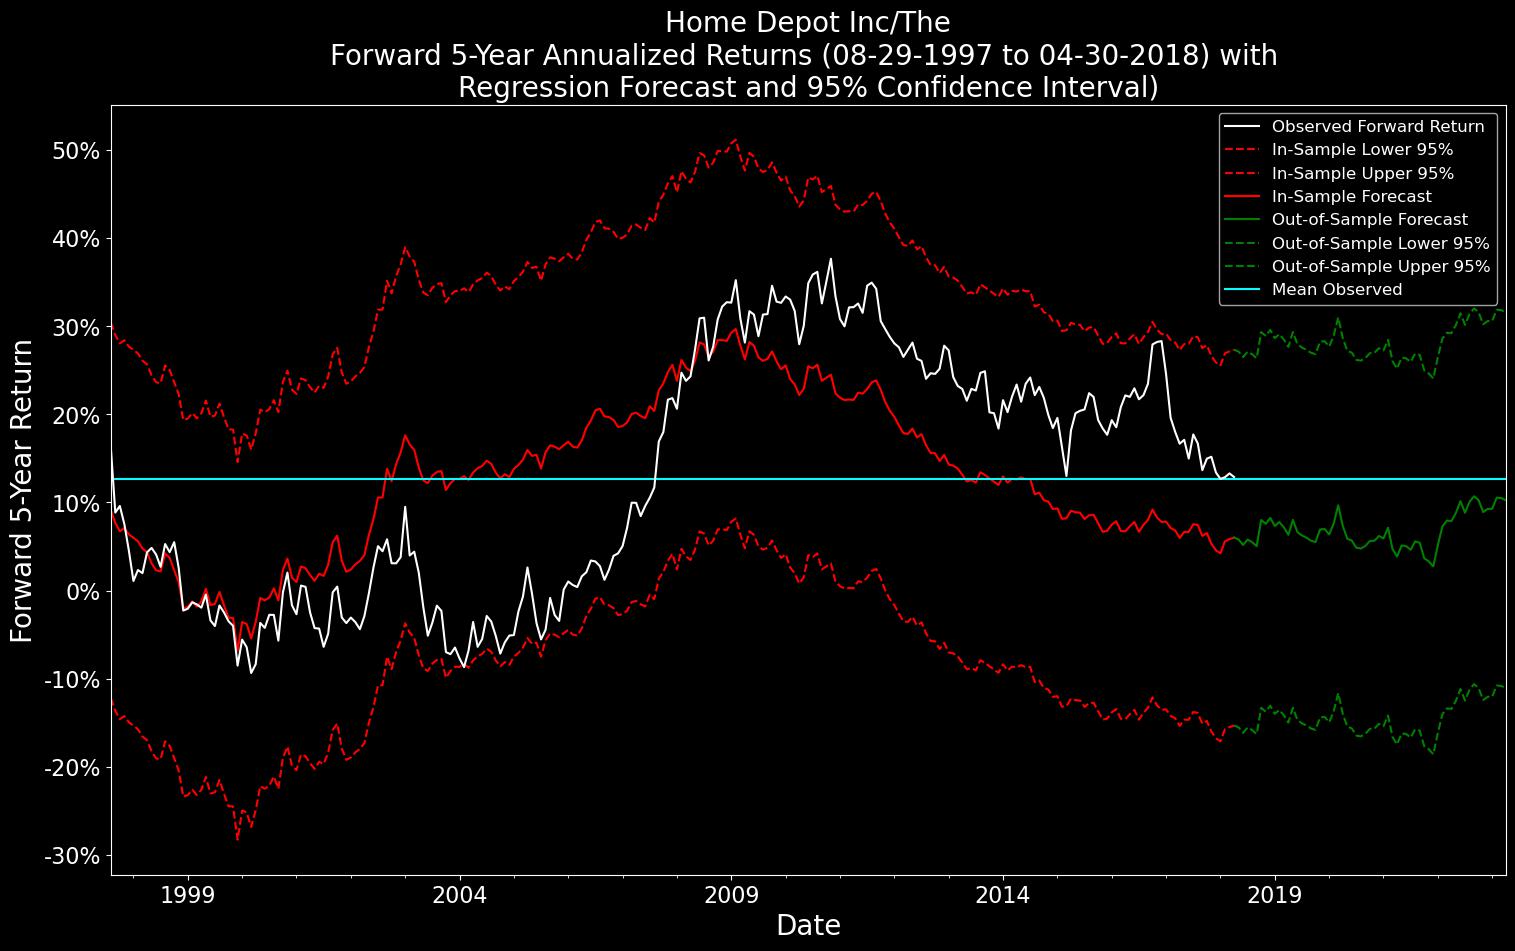 Home Depot Inc/The
Forward 5-Year Annualized Returns (08-29-1997 to 04-30-2018) with
Regression Forecast and 95% Confidence Interval)
Observed Forward Return
In-Sample Lower 95%
In-Sample Upper 95%
In-Sample Forecast
Out-of-Sample Forecast
Out-of-Sample Lower 95%
Out-of-Sample Upper 95%
Mean Observed
Forward 5-Year Return
50%
40%
30%
20%
10%
0%
-10%
-20%
-30%
1999
2004
2009
2014
2019
Date